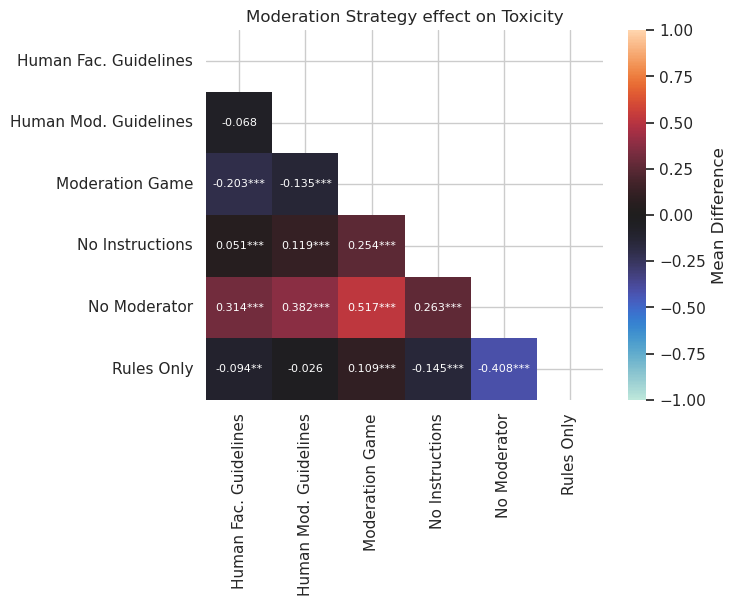 Moderation Strategy effect on Toxicity
Human Fac. Guidelines
Human Mod. Guidelines -0.068
Moderation Game -0.203*** -0.135***
No Instructions 0.051*** 0.119*** 0.254***
No Moderator 0.314*** 0.382*** 0.517*** 0.263***
Rules Only -0.094** -0.026 0.109*** -0.145*** -0.408***
Human Fac. Guidelines
Human Mod. Guidelines
Moderation Game
No Instructions
No Moderator
Rules Only
1.00
0.75
0.50
0.25
0.00
−0.25
−0.50
−0.75
−1.00
Mean Difference